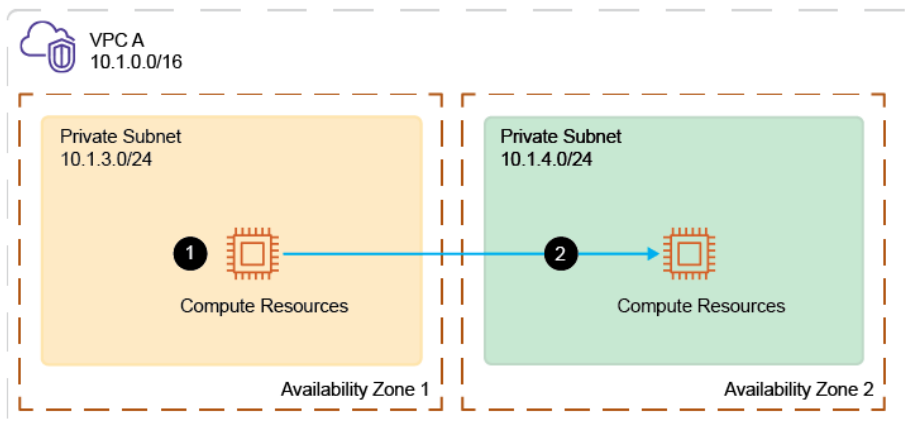 VPC A
10.1.0.0/16
Private Subnet
10.1.3.0/24
Private Subnet
10.1.4.0/24
1
2
Compute Resources
Compute Resources
Availability Zone 1
Availability Zone 2